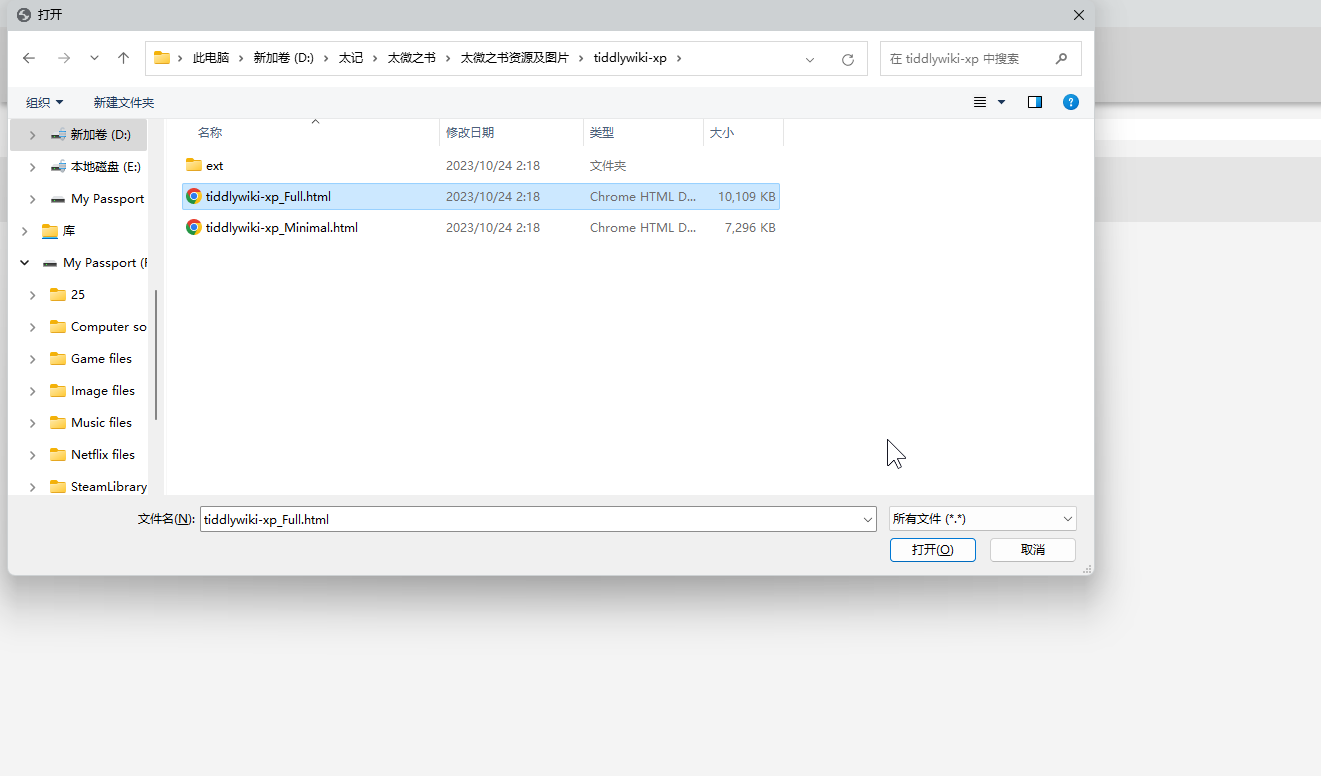 打开
此电脑 > 新加卷 (D:) > 太记 > 太微之书 > 太微之书资源及图片 > tiddlywiki-xp >
在 tiddlywiki-xp 中搜索
组织
新建文件夹
?
新加卷 (D:)
本地磁盘 (E:)
My Passport
库
My Passport (F
25
Computer so
Game files
Image files
Music files
Netflix files
SteamLibrary
名称 修改日期 类型 大小
ext 2023/10/24 2:18 文件夹
tiddlywiki-xp_Full.html 2023/10/24 2:18 Chrome HTML D... 10,109 KB
tiddlywiki-xp_Minimal.html 2023/10/24 2:18 Chrome HTML D... 7,296 KB
文件名(N): tiddlywiki-xp_Full.html
所有文件 (*.*)
打开(O)
取消